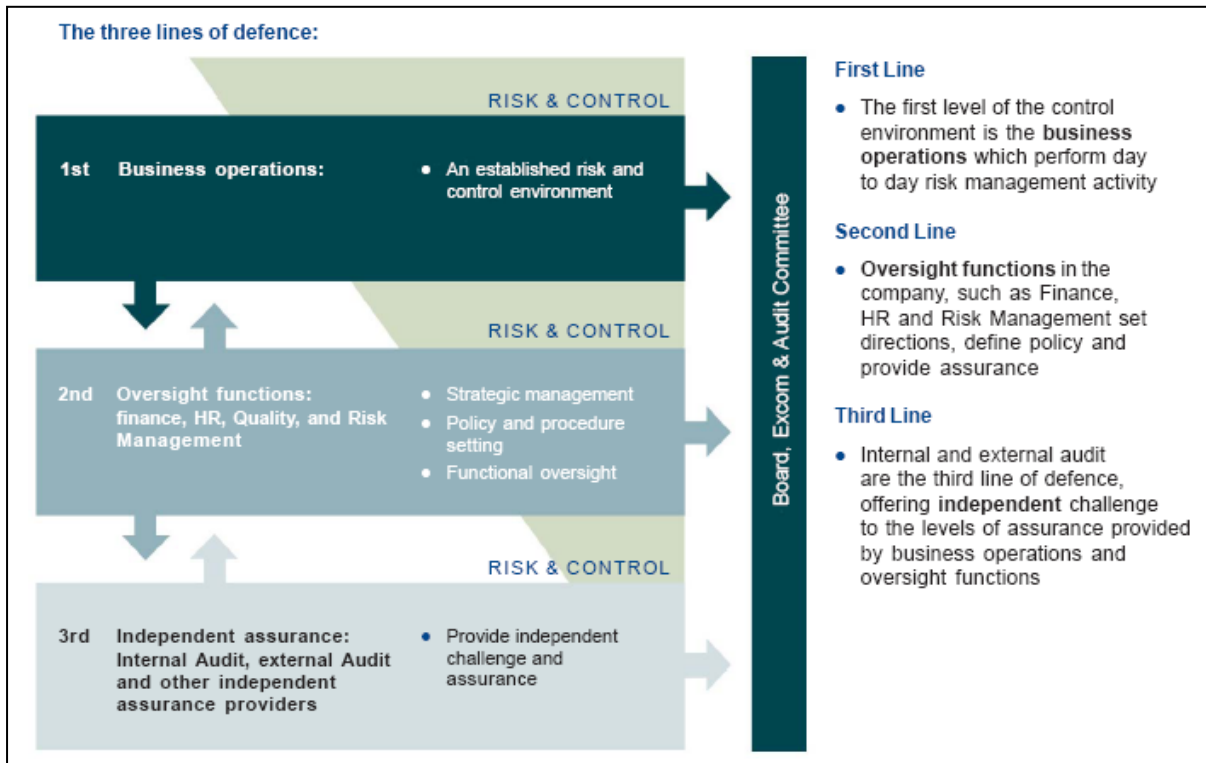 The three lines of defence:
RISK & CONTROL
1st Business operations:
• An established risk and
control environment
RISK & CONTROL
2nd Oversight functions:
finance, HR, Quality, and Risk
Management
• Strategic management
• Policy and procedure
setting
• Functional oversight
RISK & CONTROL
3rd Independent assurance:
Internal Audit, external Audit
and other independent
assurance providers
• Provide independent
challenge and
assurance
Board, Excom & Audit Committee
First Line
• The first level of the control
environment is the business
operations which perform day
to day risk management activity
Second Line
• Oversight functions in the
company, such as Finance,
HR and Risk Management set
directions, define policy and
provide assurance
Third Line
• Internal and external audit
are the third line of defence,
offering independent challenge
to the levels of assurance provided
by business operations and
oversight functions